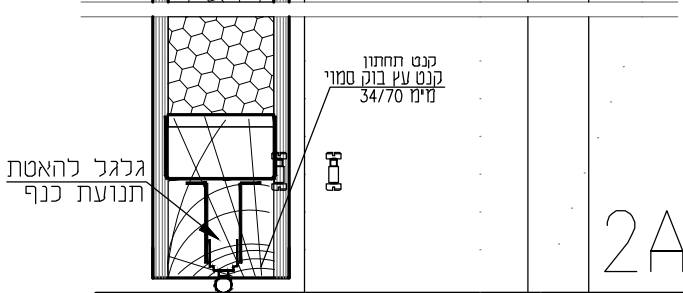 קנט תחתון
קנט עץ בוק סמוי
34/70 מ"מ
גלגל להאטת
תנועת כנף
2A